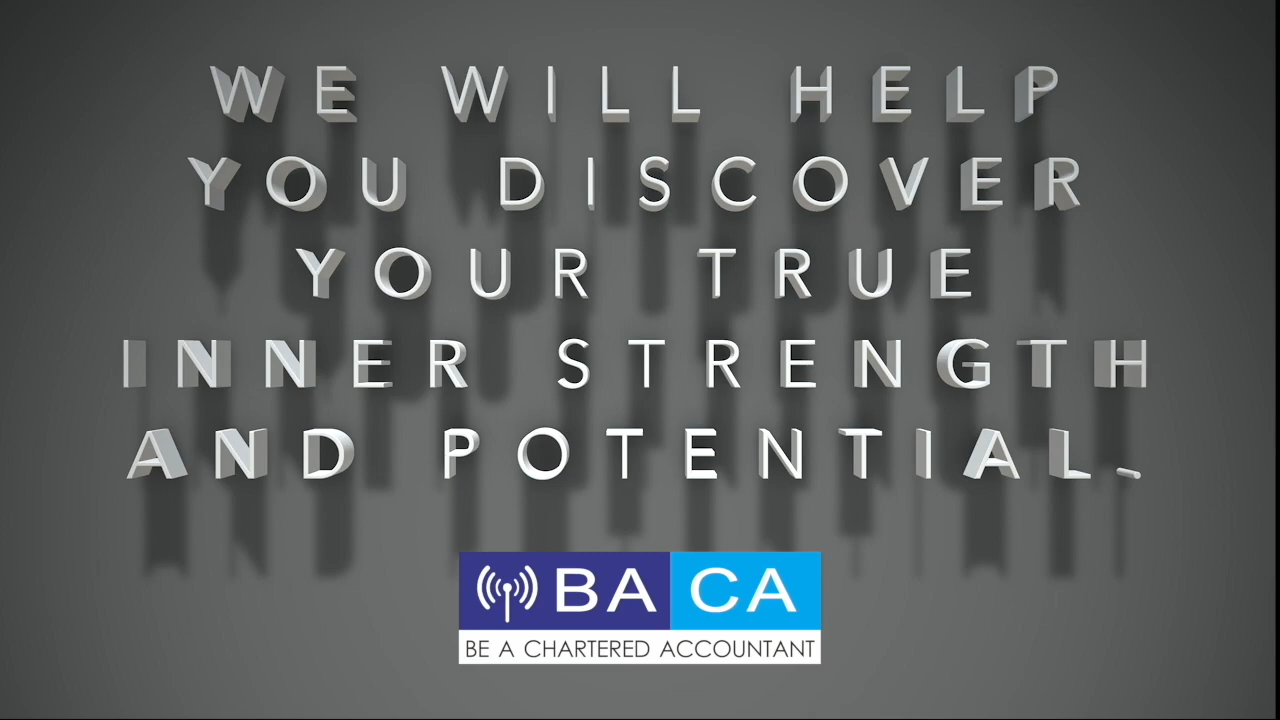 WE WILL HELP
YOU DISCOVER
YOUR TRUE
INNER STRENGTH
AND POTENTIAL.
BA CA
BE A CHARTERED ACCOUNTANT